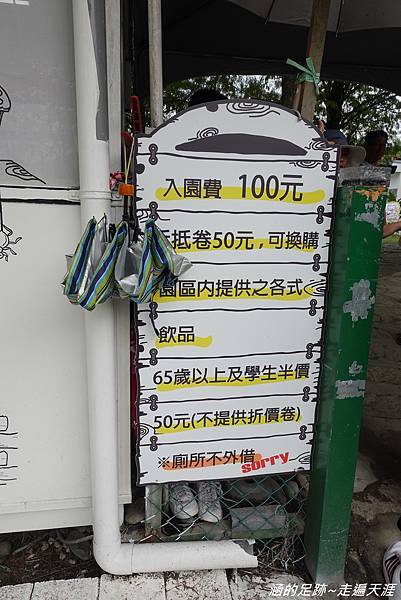 入園費 100元
抵卷50元,可換購
園區內提供之各式
飲品
65歲以上及學生半價
50元(不提供折價卷)
※廁所不外借 sorry
涵的足跡~走遍天涯